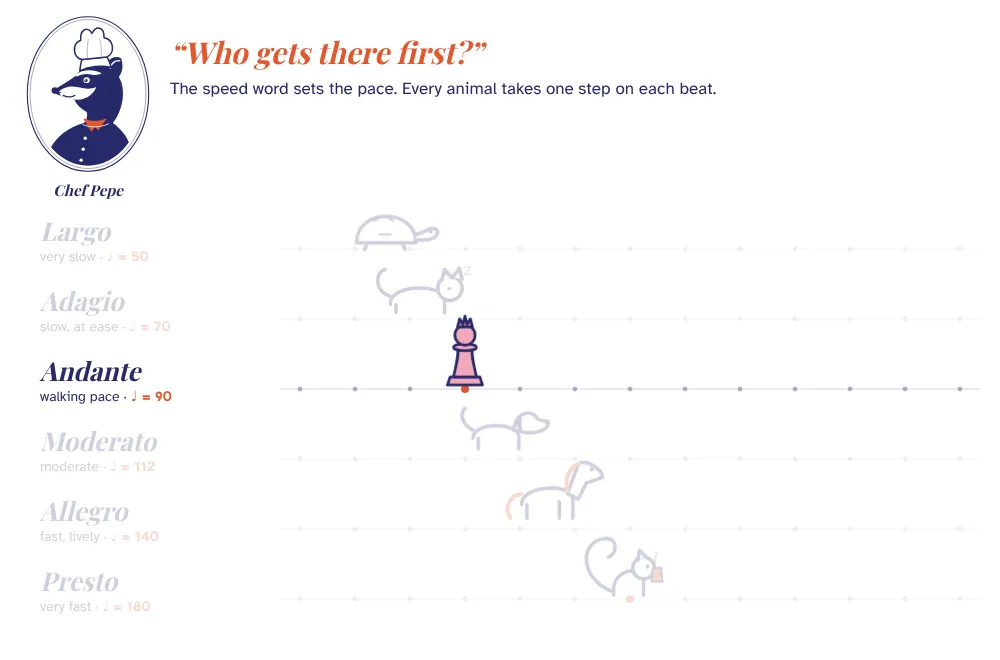 “Who gets there first?”
The speed word sets the pace. Every animal takes one step on each beat.
Chef Pepe
Largo
very slow · ♩ = 50
Adagio
slow, at ease · ♩ = 70
z
Andante
walking pace · ♩ = 90
Moderato
moderate · ♩ = 112
Allegro
fast, lively · ♩ = 140
Presto
very fast · ♩ = 180